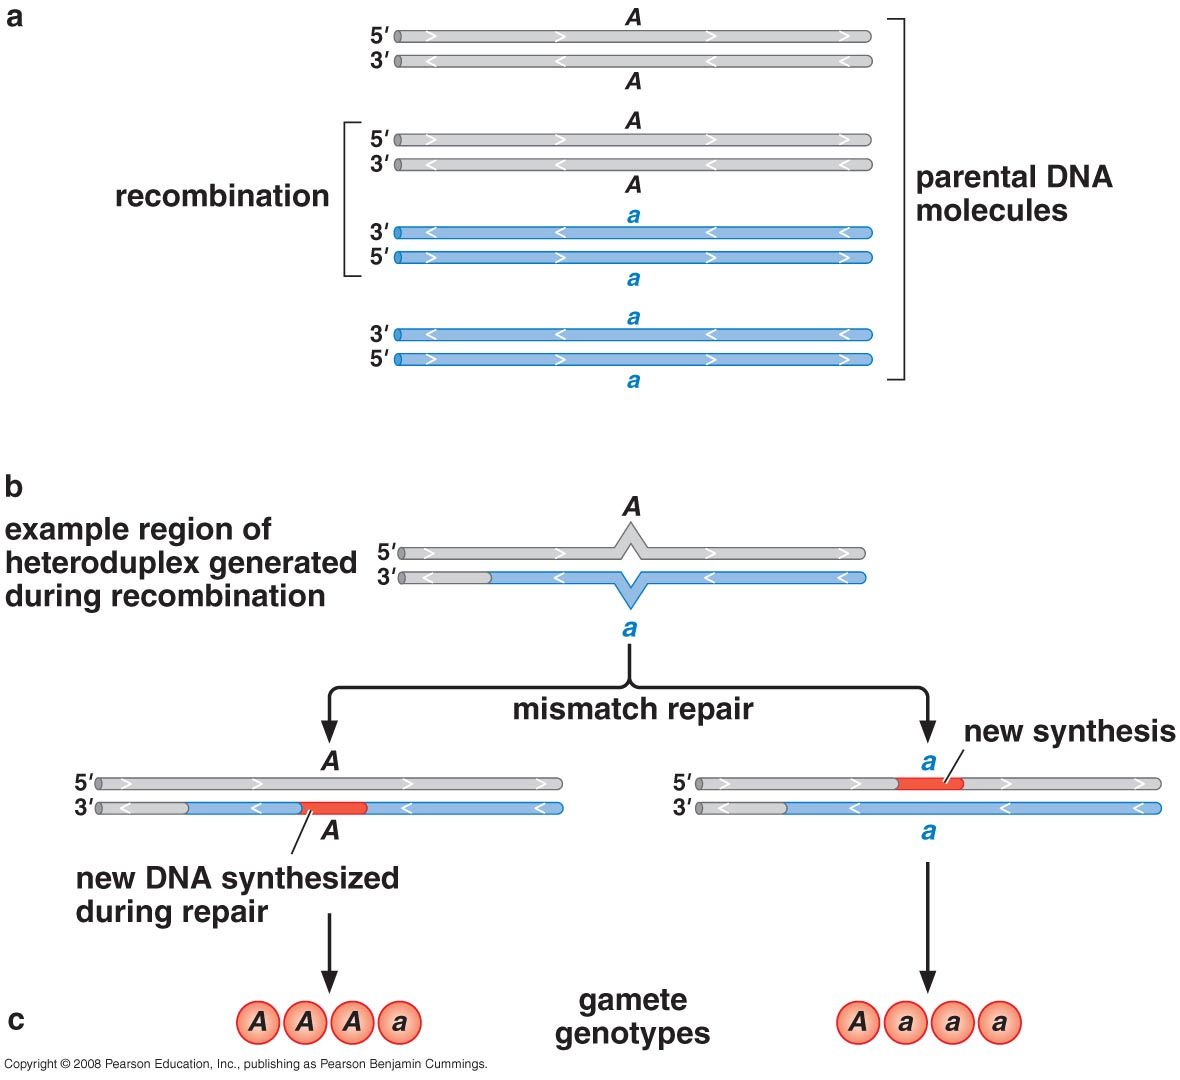 a
A
5′
3′
A
A
5′
3′
A
recombination
parental DNA
molecules
a
3′
5′
a
a
3′
5′
a
b
example region of
heteroduplex generated
during recombination
A
5′
3′
a
mismatch repair
new synthesis
A
5′
3′
A
new DNA synthesized
during repair
a
5′
3′
a
c
A A A a
gamete
genotypes
A a a a
Copyright © 2008 Pearson Education, Inc., publishing as Pearson Benjamin Cummings.